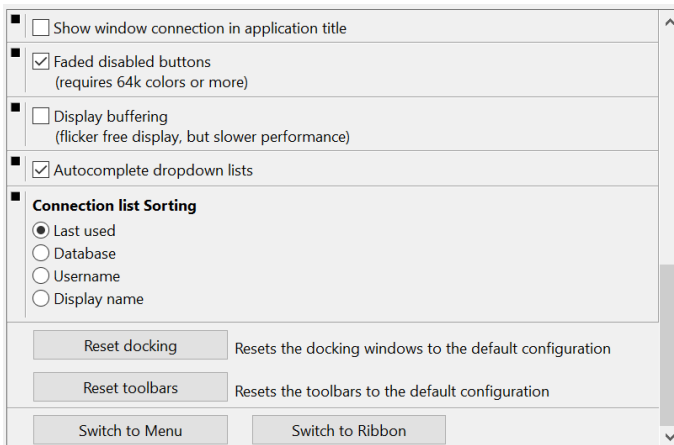 Show window connection in application title
Faded disabled buttons
(requires 64k colors or more)
Display buffering
(flicker free display, but slower performance)
Autocomplete dropdown lists
Connection list Sorting
Last used
Database
Username
Display name
Reset docking Resets the docking windows to the default configuration
Reset toolbars Resets the toolbars to the default configuration
Switch to Menu Switch to Ribbon